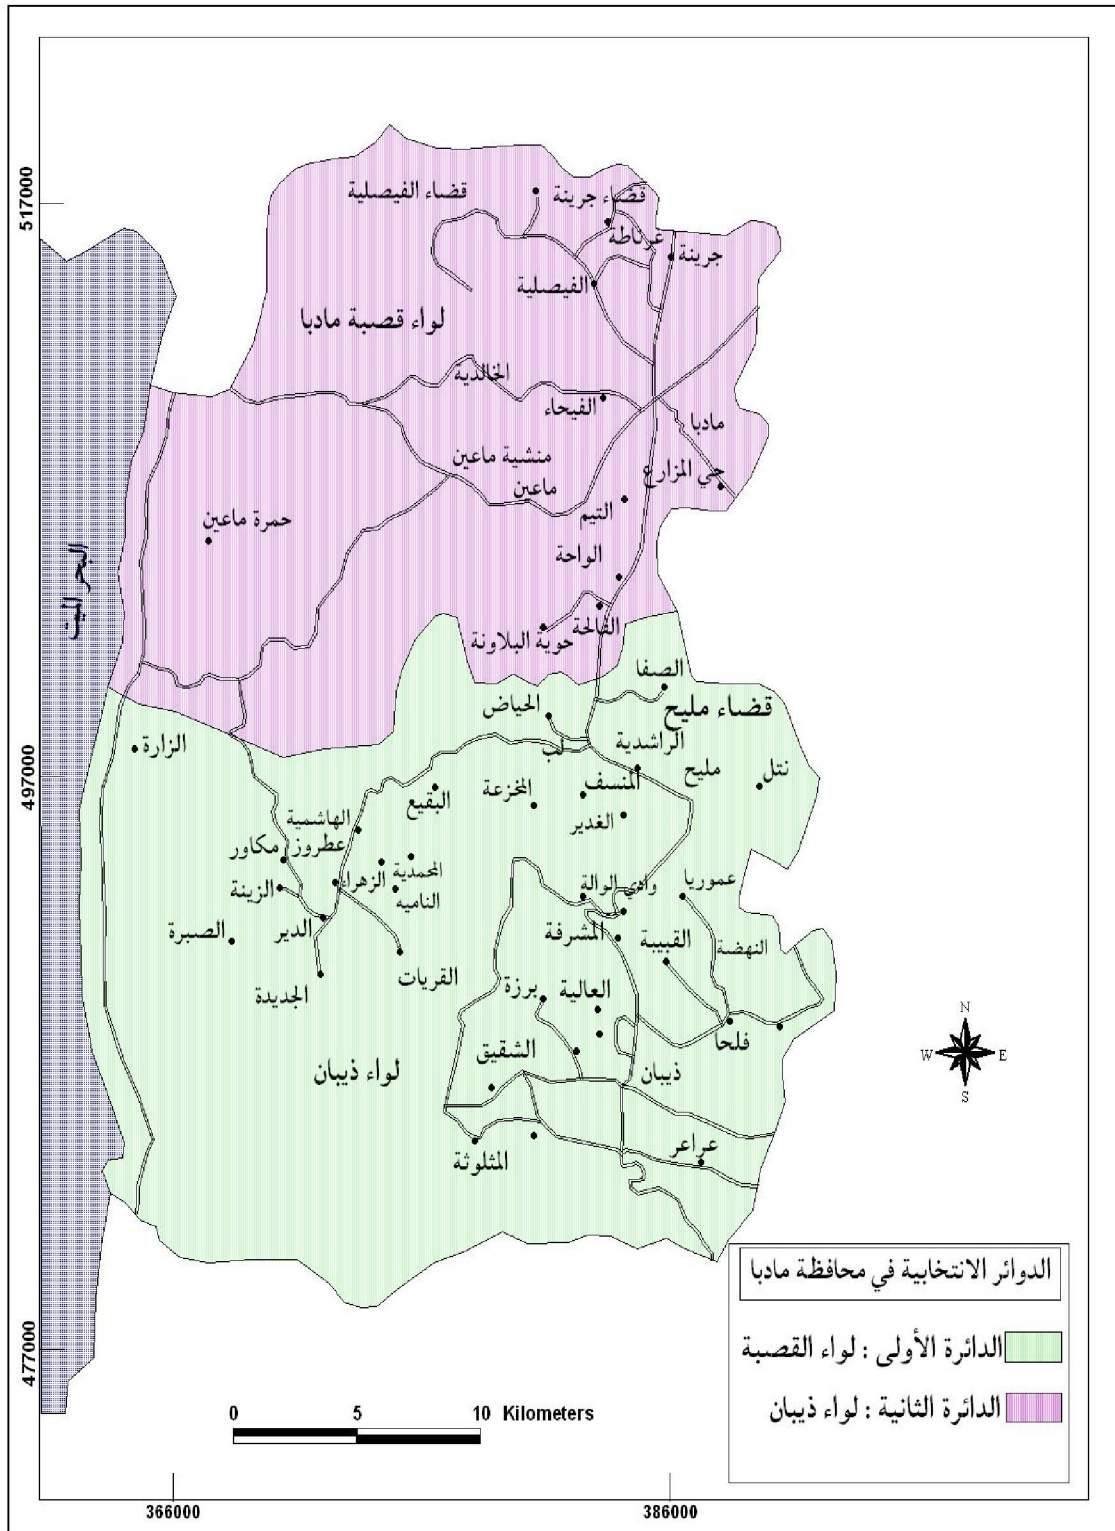 517000
497000
477000
366000
386000
قضاء الفيصلية
قضاء جرينة
غرناطة
جرينة
الفيصلية
لواء قصبة مادبا
الخالدية
الفيحاء
مادبا
منشية ماعين
ماعين
حي المزارع
التيم
حمرة ماعين
الواحة
البحر الميت
حوية البلاونة
الصفا
قضاء مليح
الحياض
لب
الراشدية
الزارة
مليح
نتل
المنسف
المخزعة
البقيع
الغدير
الهاشمية
عطروز
مكاور
المحمدية
الزهراء
النامية
الزينة
وادي الوالة
عموريا
الصبرة
الدير
المشرفة
القبيبة
النهضة
القريات
الجديدة
برزة
العالية
فلحا
الشقيق
ذيبان
لواء ذيبان
عراعر
المثلوثة
N
W
E
S
الدوائر الانتخابية في محافظة مادبا
الدائرة الأولى : لواء القصبة
الدائرة الثانية : لواء ذيبان
0 5 10 Kilometers